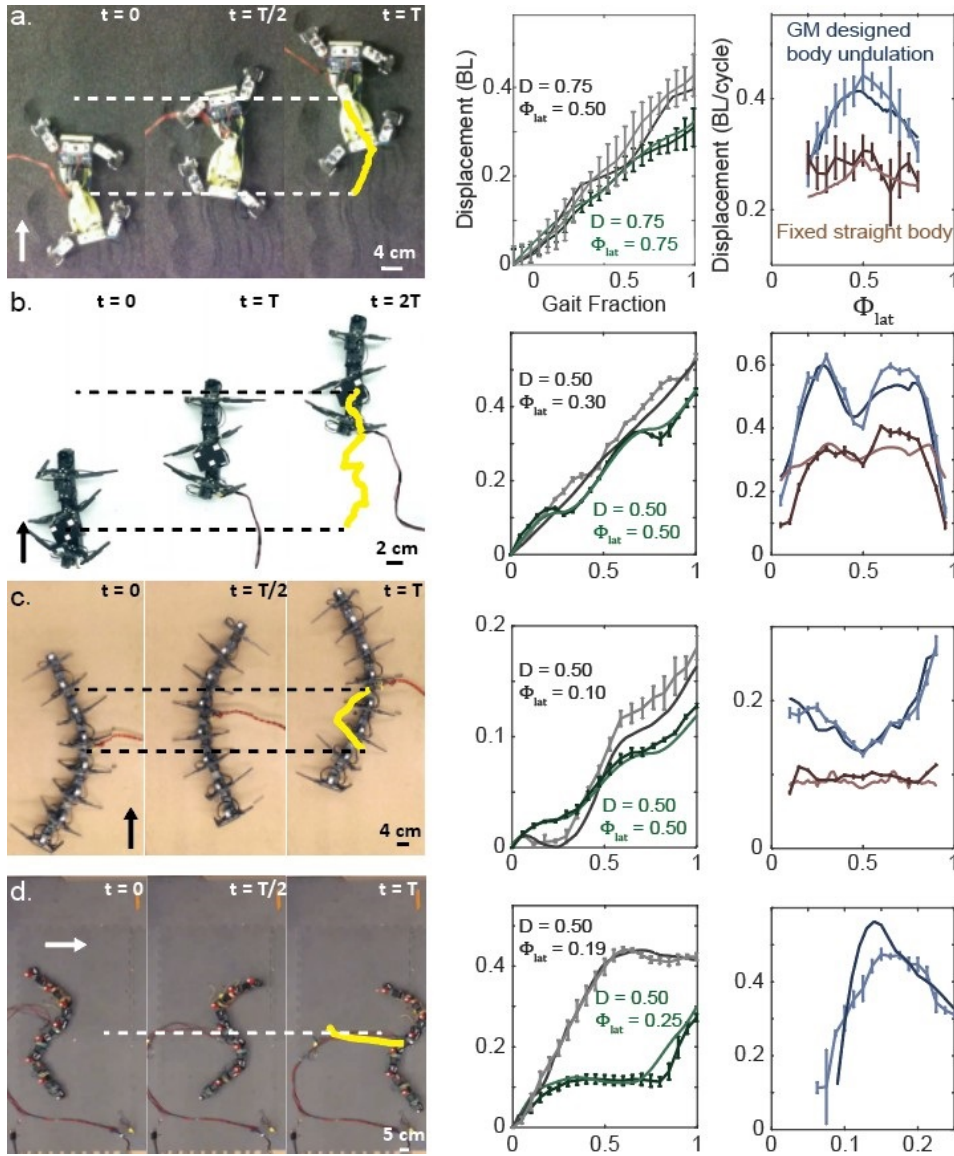 a.
t = 0
t = T/2
t = T
4 cm
Displacement (BL)
0.4
0.2
0
D = 0.75
Φlat = 0.50
D = 0.75
Φlat = 0.75
0
0.5
1
Gait Fraction
Displacement (BL/cycle)
0.4
0.2
GM designed
body undulation
Fixed straight body
0
0.5
1
Φlat
b.
t = 0
t = T
t = 2T
2 cm
0.4
0.2
0
D = 0.50
Φlat = 0.30
D = 0.50
Φlat = 0.50
0
0.5
1
0.6
0.4
0.2
0
0
0.5
1
c.
t = 0
t = T/2
t = T
4 cm
0.2
0.1
0
D = 0.50
Φlat = 0.10
D = 0.50
Φlat = 0.50
0
0.5
1
0.2
0
0
0.5
1
d.
t = 0
t = T/2
t = T
5 cm
0.4
0.2
0
D = 0.50
Φlat = 0.19
D = 0.50
Φlat = 0.25
0
0.5
1
0.4
0.2
0
0.1
0.2